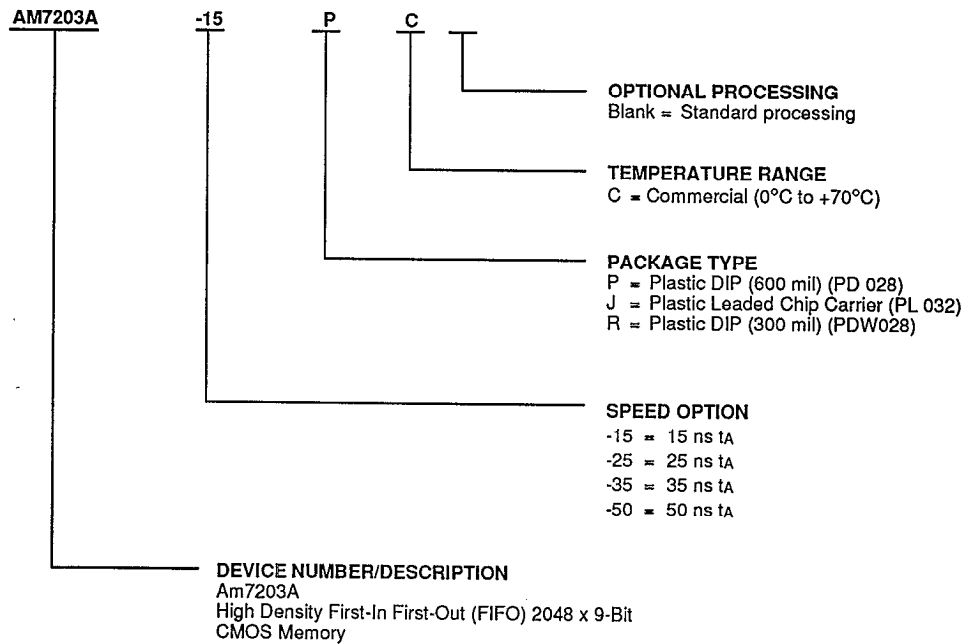 AM7203A -15 P C
OPTIONAL PROCESSING
Blank = Standard processing
TEMPERATURE RANGE
C = Commercial (0°C to +70°C)
PACKAGE TYPE
P = Plastic DIP (600 mil) (PD 028)
J = Plastic Leaded Chip Carrier (PL 032)
R = Plastic DIP (300 mil) (PDW028)
SPEED OPTION
-15 = 15 ns tA
-25 = 25 ns tA
-35 = 35 ns tA
-50 = 50 ns tA
DEVICE NUMBER/DESCRIPTION
Am7203A
High Density First-In First-Out (FIFO) 2048 x 9-Bit
CMOS Memory